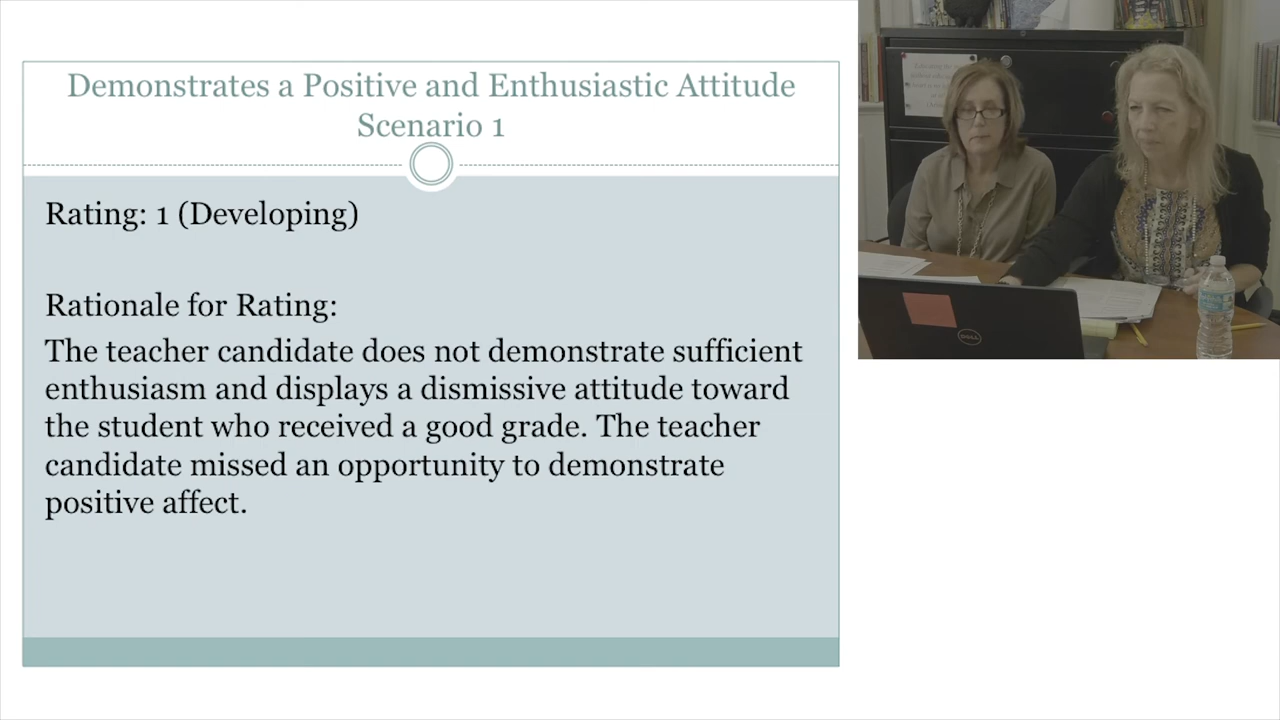 Demonstrates a Positive and Enthusiastic Attitude
Scenario 1
Rating: 1 (Developing)
Rationale for Rating:
The teacher candidate does not demonstrate sufficient
enthusiasm and displays a dismissive attitude toward
the student who received a good grade. The teacher
candidate missed an opportunity to demonstrate
positive affect.
DELL